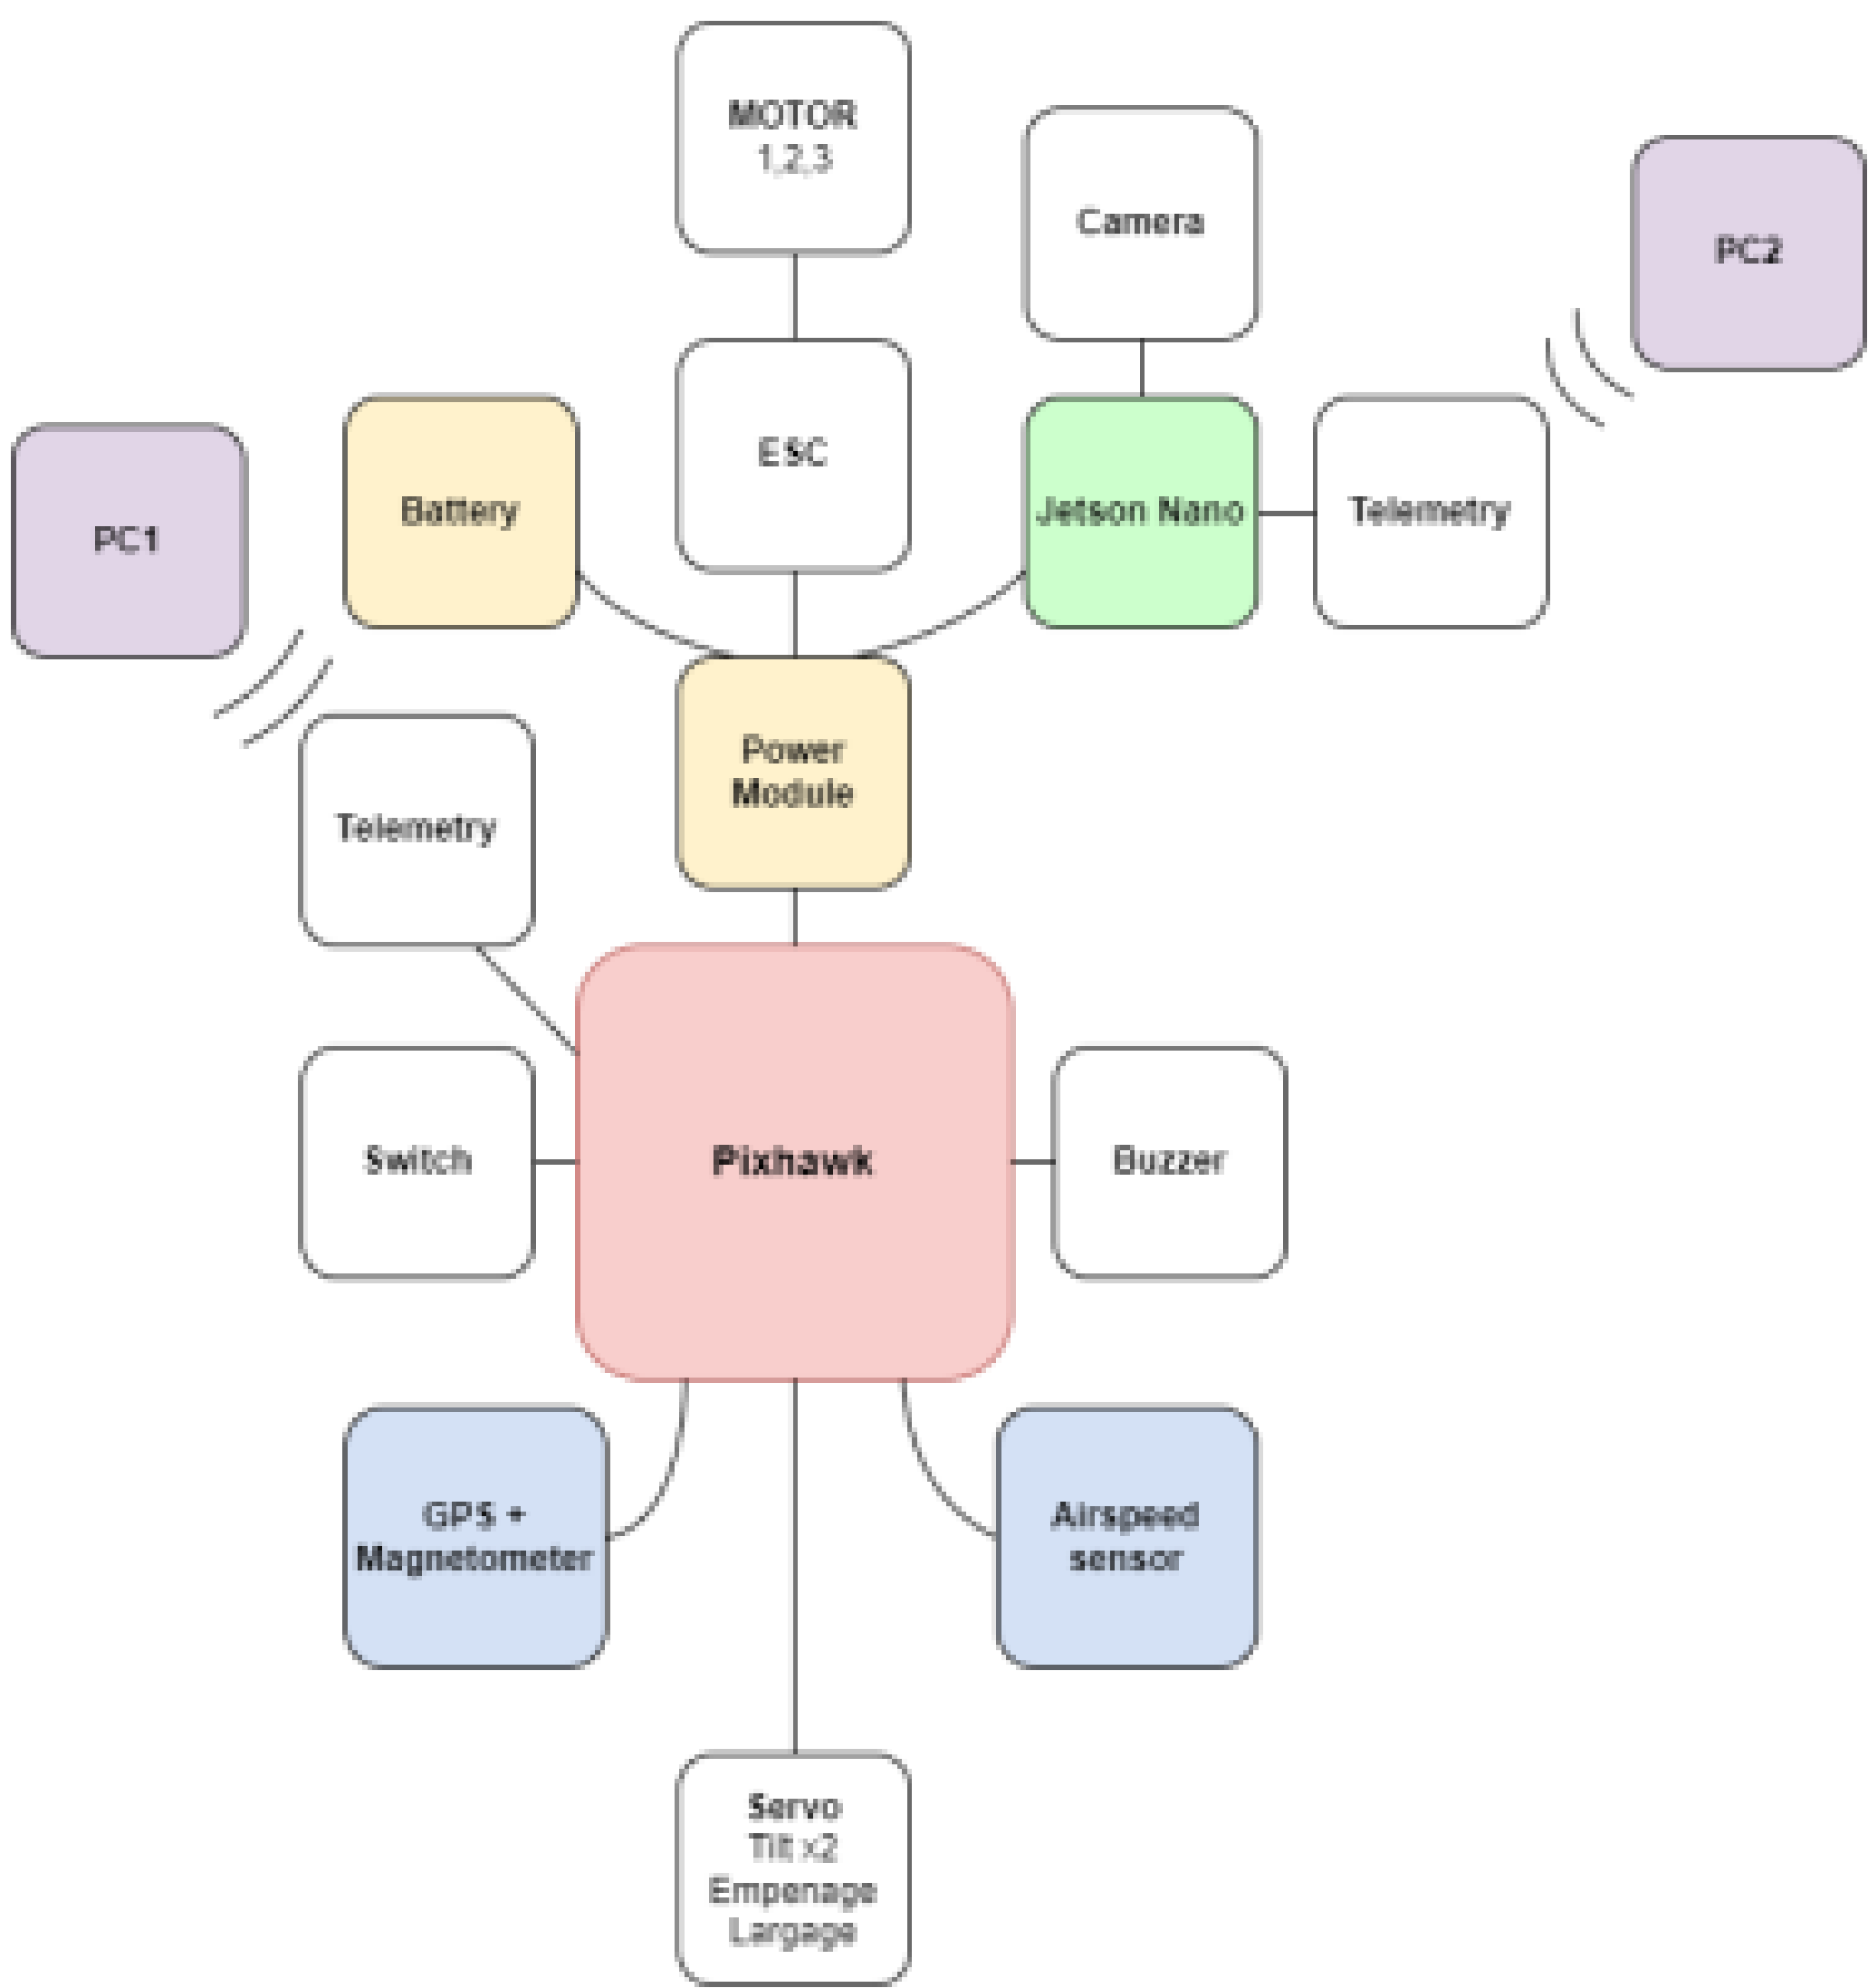 MOTOR
1,2,3
Camera
PC2
ESC
Battery
Jetson Nano
Telemetry
PC1
Power
Module
Telemetry
Switch
Pixhawk
Buzzer
GPS +
Magnetometer
Airspeed
sensor
Servo
Tilt x2
Empenage
Largage